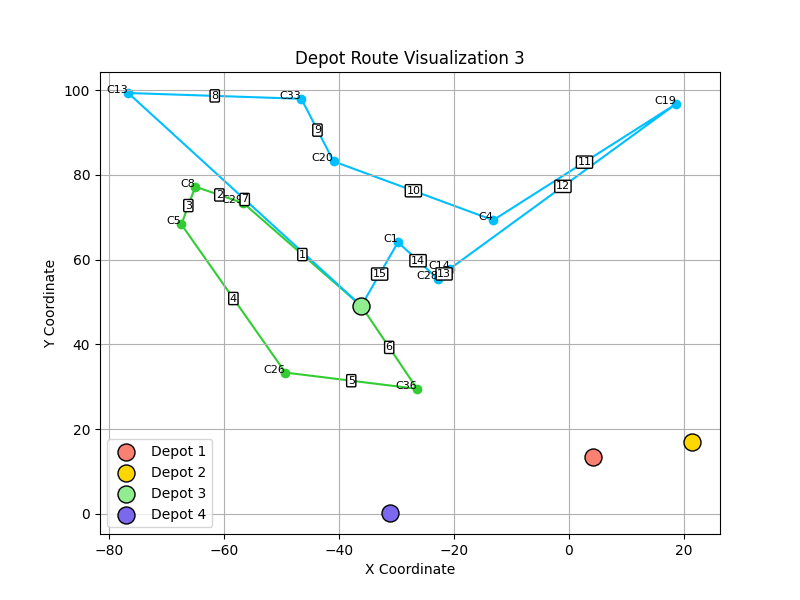 Depot Route Visualization 3
Y Coordinate
100
80
60
40
20
0
C13
8
C33
9
C20
C19
11
12
10
C4
C8
2
7
3
C5
1
C1
14
C14
C28
13
15
4
6
C26
5
C36
Depot 1
Depot 2
Depot 3
Depot 4
−80
−60
−40
−20
0
20
X Coordinate